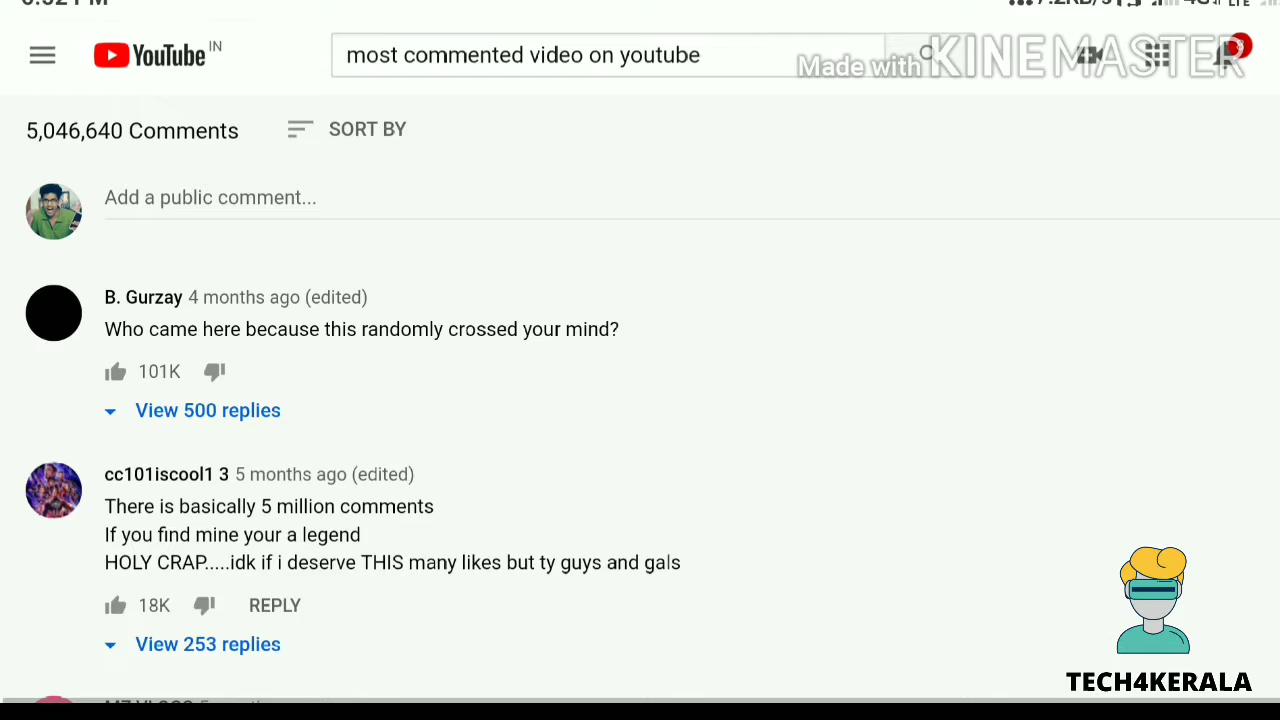 YouTube IN
most commented video on youtube
Made with KINEMASTER
5,046,640 Comments
SORT BY
Add a public comment...
B. Gurzay 4 months ago (edited)
Who came here because this randomly crossed your mind?
101K
View 500 replies
cc101iscool1 3 5 months ago (edited)
There is basically 5 million comments
If you find mine your a legend
HOLY CRAP.....idk if i deserve THIS many likes but ty guys and gals
18K REPLY
View 253 replies
TECH4KERALA